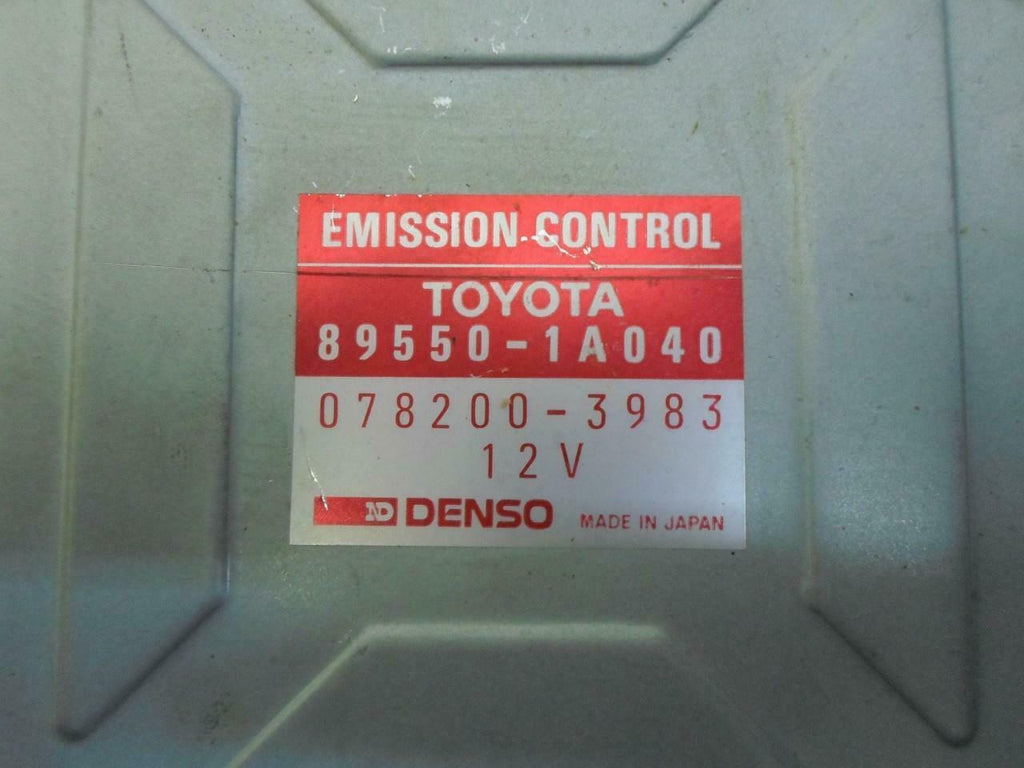 EMISSION CONTROL
TOYOTA
89550-1A040
078200-3983
12V
ND DENSO MADE IN JAPAN